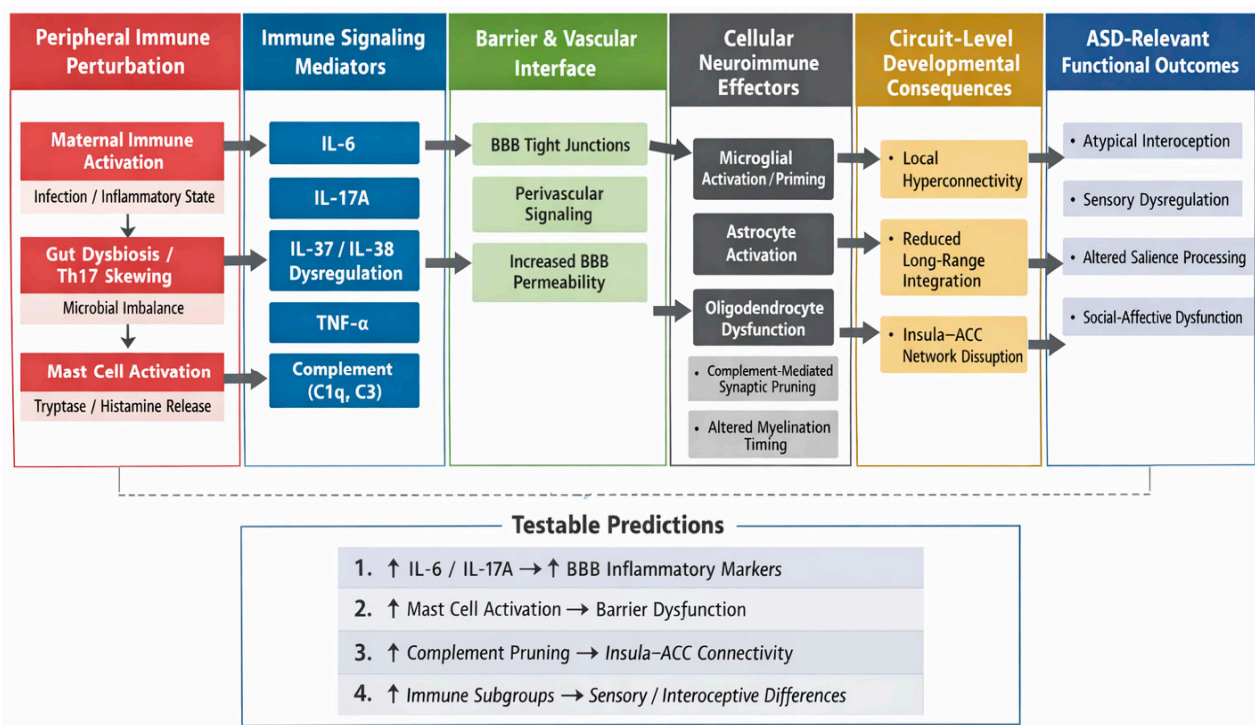 Peripheral Immune
Perturbation
Maternal Immune
Activation
Infection / Inflammatory State
Gut Dysbiosis /
Th17 Skewing
Microbial Imbalance
Mast Cell Activation
Tryptase / Histamine Release
Immune Signaling
Mediators
IL-6
IL-17A
IL-37 / IL-38
Dysregulation
TNF-α
Complement
(C1q, C3)
Barrier & Vascular
Interface
BBB Tight Junctions
Perivascular
Signaling
Increased BBB
Permeability
Cellular
Neuroimmune
Effectors
Microglial
Activation / Priming
Astrocyte
Activation
Oligodendrocyte
Dysfunction
• Complement-Mediated
Synaptic Pruning
• Altered Myelination
Timing
Circuit-Level
Developmental
Consequences
• Local
Hyperconnectivity
• Reduced
Long-Range
Integration
• Insula–ACC
Network Disruption
ASD-Relevant
Functional Outcomes
• Atypical Interoception
• Sensory Dysregulation
• Altered Salience Processing
• Social-Affective Dysfunction
Testable Predictions
1. ↑ IL-6 / IL-17A → ↑ BBB Inflammatory Markers
2. ↑ Mast Cell Activation → Barrier Dysfunction
3. ↑ Complement Pruning → Insula–ACC Connectivity
4. ↑ Immune Subgroups → Sensory / Interoceptive Differences